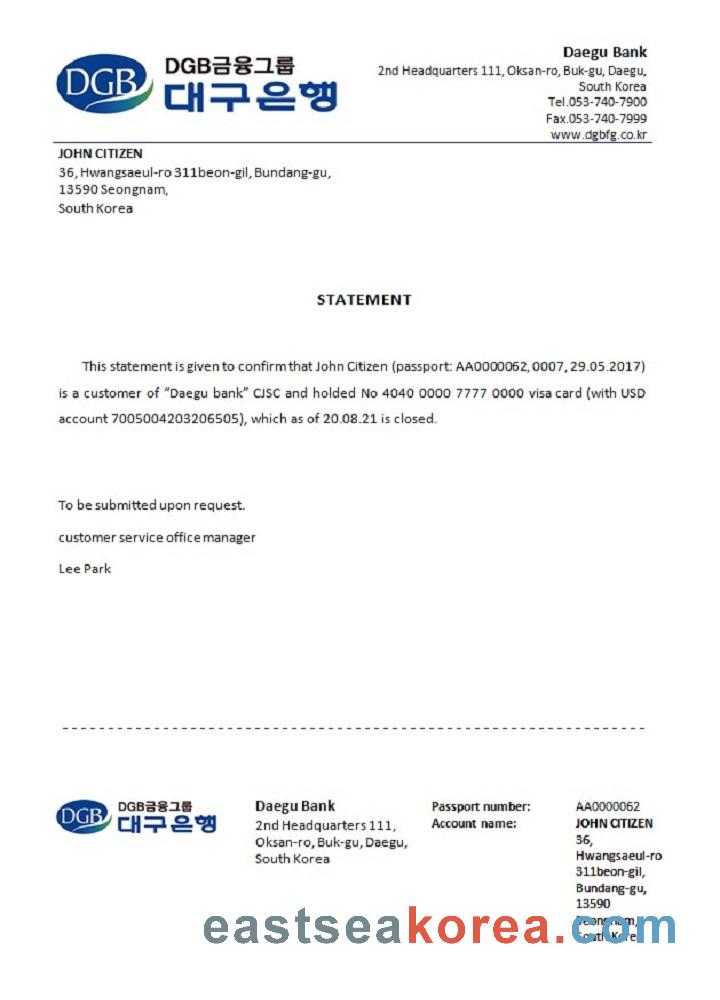 DGB
DGB금융그룹
대구은행
Daegu Bank
2nd Headquarters 111, Oksan-ro, Buk-gu, Daegu,
South Korea
Tel.053-740-7900
Fax.053-740-7999
www.dgbfg.co.kr
JOHN CITIZEN
36, Hwangsaeul-ro 311beon-gil, Bundang-gu,
13590 Seongnam,
South Korea
STATEMENT
This statement is given to confirm that John Citizen (passport: AA0000062, 0007, 29.05.2017)
is a customer of "Daegu bank" CJSC and holded No 4040 0000 7777 0000 visa card (with USD
account 7005004203206505), which as of 20.08.21 is closed.
To be submitted upon request.
customer service office manager
Lee Park
DGB
DGB금융그룹
대구은행
Daegu Bank
2nd Headquarters 111,
Oksan-ro, Buk-gu, Daegu,
South Korea
Passport number:
Account name:
AA0000062
JOHN CITIZEN
36,
Hwangsaeul-ro
311beon-gil,
Bundang-gu,
13590
Seongnam,
South Korea
eastseakorea.com